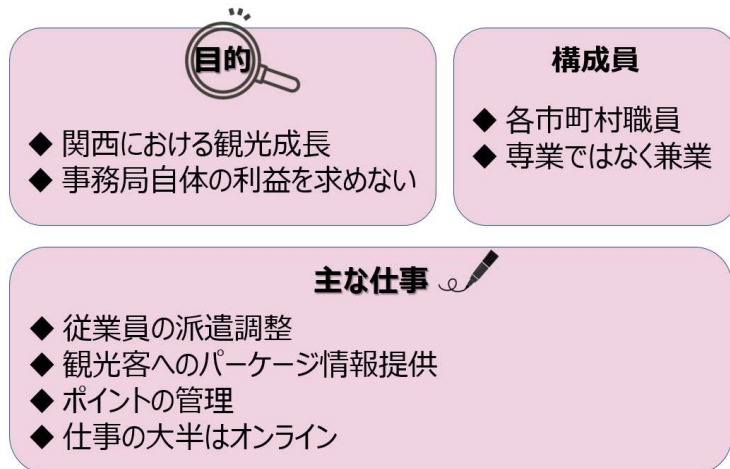 目的
◆ 関西における観光成長
◆ 事務局自体の利益を求めない
構成員
◆ 各市町村職員
◆ 専業ではなく兼業
主な仕事
◆ 従業員の派遣調整
◆ 観光客へのパーケージ情報提供
◆ ポイントの管理
◆ 仕事の大半はオンライン